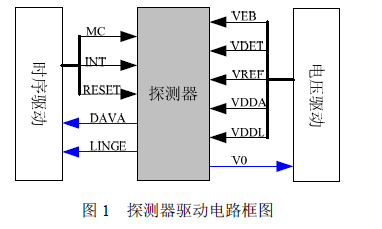 时序驱动
MC
INT
RESET
DAVA
LINGE
探测器
VEB
VDET
VREF
VDDA
VDDL
V0
电压驱动
图 1 探测器驱动电路框图